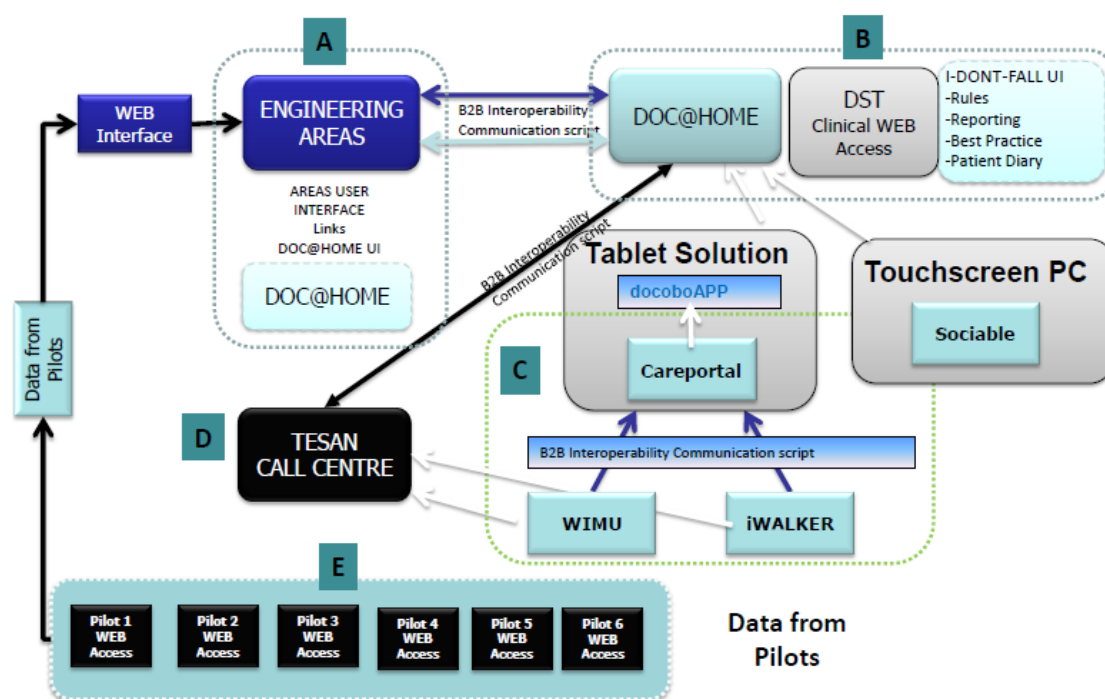 A
B
WEB
Interface
ENGINEERING
AREAS
B2B Interoperability
Communication script
DOC@HOME
DST
Clinical WEB
Access
I-DONT-FALL UI
-Rules
-Reporting
-Best Practice
-Patient Diary
AREAS USER
INTERFACE
Links
DOC@HOME UI
DOC@HOME
B2B Interoperability
Communication script
Tablet Solution
docoboAPP
Careportal
Touchscreen PC
Sociable
Data from
Pilots
C
D
TESAN
CALL CENTRE
B2B Interoperability Communication script
WIMU
iWALKER
E
Pilot 1
WEB
Access
Pilot 2
WEB
Access
Pilot 3
WEB
Access
Pilot 4
WEB
Access
Pilot 5
WEB
Access
Pilot 6
WEB
Access
Data from
Pilots